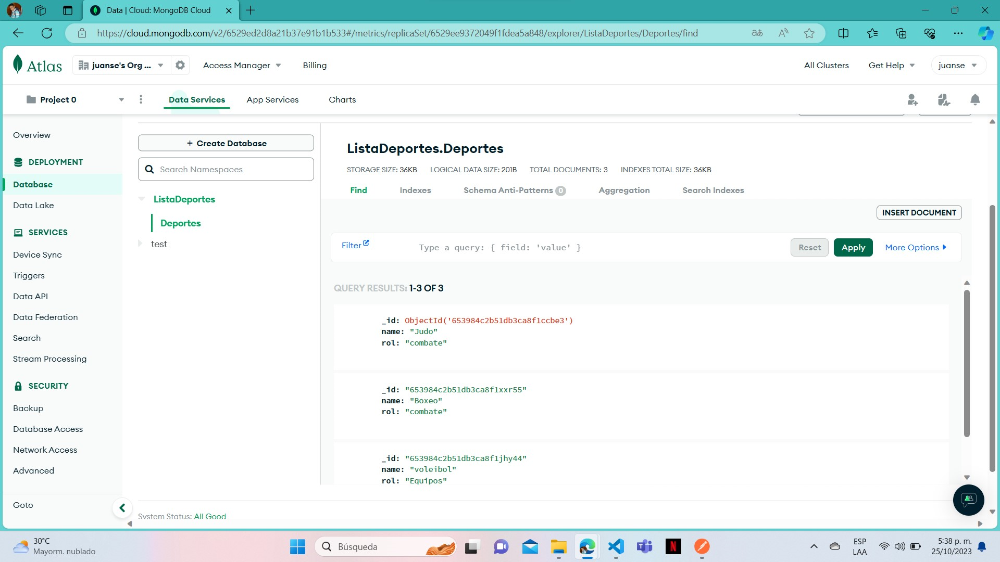 Data | Cloud: MongoDB Cloud
https://cloud.mongodb.com/v2/6529ed2d8a21b37e91b1b533#/metrics/replicaSet/6529ee9372049f1fdea5a848/explorer/ListaDeportes/Deportes/find
Atlas
juanse's Org ...
Access Manager
Billing
All Clusters
Get Help
juanse
Project 0
Data Services
App Services
Charts
Overview
DEPLOYMENT
Database
Data Lake
SERVICES
Device Sync
Triggers
Data API
Data Federation
Search
Stream Processing
SECURITY
Backup
Database Access
Network Access
Advanced
Goto
+ Create Database
Search Namespaces
ListaDeportes
Deportes
test
ListaDeportes.Deportes
STORAGE SIZE: 36KB LOGICAL DATA SIZE: 201B TOTAL DOCUMENTS: 3 INDEXES TOTAL SIZE: 36KB
Find Indexes Schema Anti-Patterns 0 Aggregation Search Indexes
INSERT DOCUMENT
Filter Type a query: { field: 'value' } Reset Apply More Options
QUERY RESULTS: 1-3 OF 3
_id: ObjectId('653984c2b51db3ca8f1ccbe3')
name: "Judo"
rol: "combate"
_id: "653984c2b51db3ca8f1xxr55"
name: "Boxeo"
rol: "combate"
_id: "653984c2b51db3ca8f1jhy44"
name: "voleibol"
rol: "Equipos"
System Status: All Good
30°C
Mayorm. nublado
Búsqueda
ESP
LAA
5:38 p. m.
25/10/2023